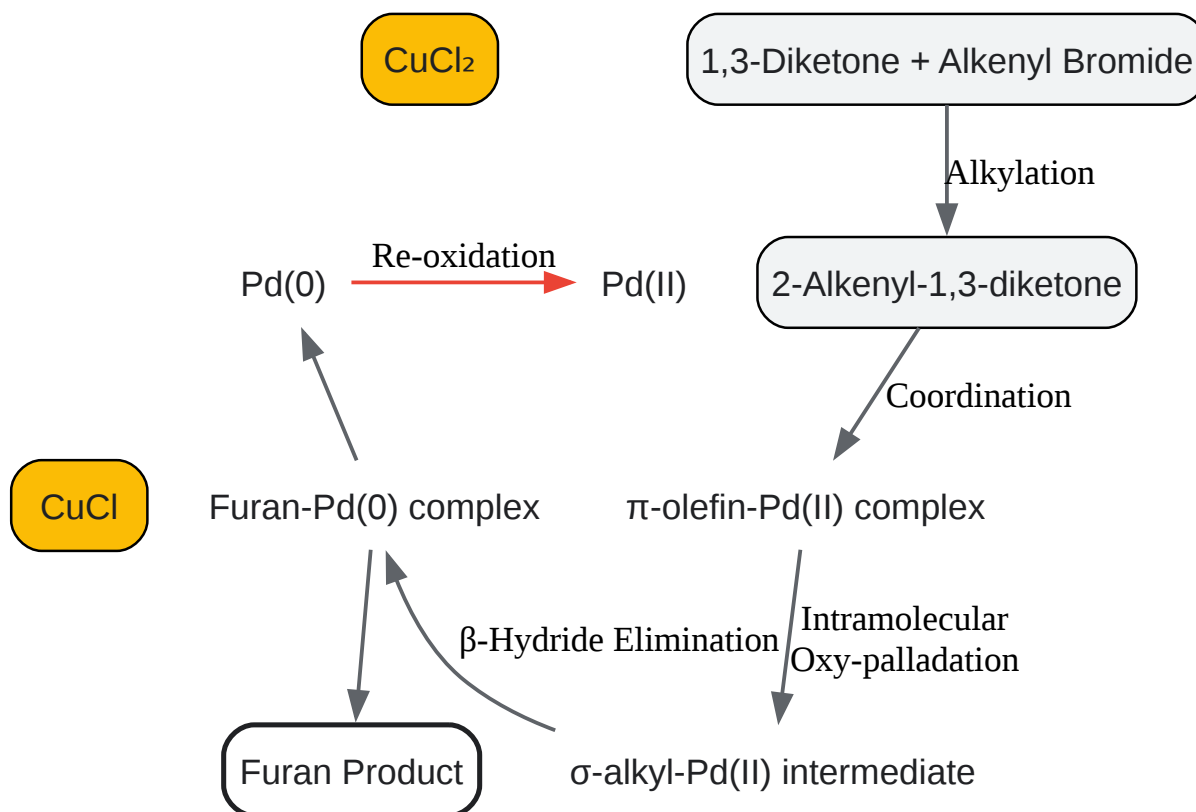 CuCl₂
1,3-Diketone + Alkenyl Bromide
Alkylation
Re-oxidation
Pd(0)
Pd(II)
2-Alkenyl-1,3-diketone
Coordination
CuCl
Furan-Pd(0) complex
π-olefin-Pd(II) complex
β-Hydride Elimination
Intramolecular
Oxy-palladation
Furan Product
σ-alkyl-Pd(II) intermediate